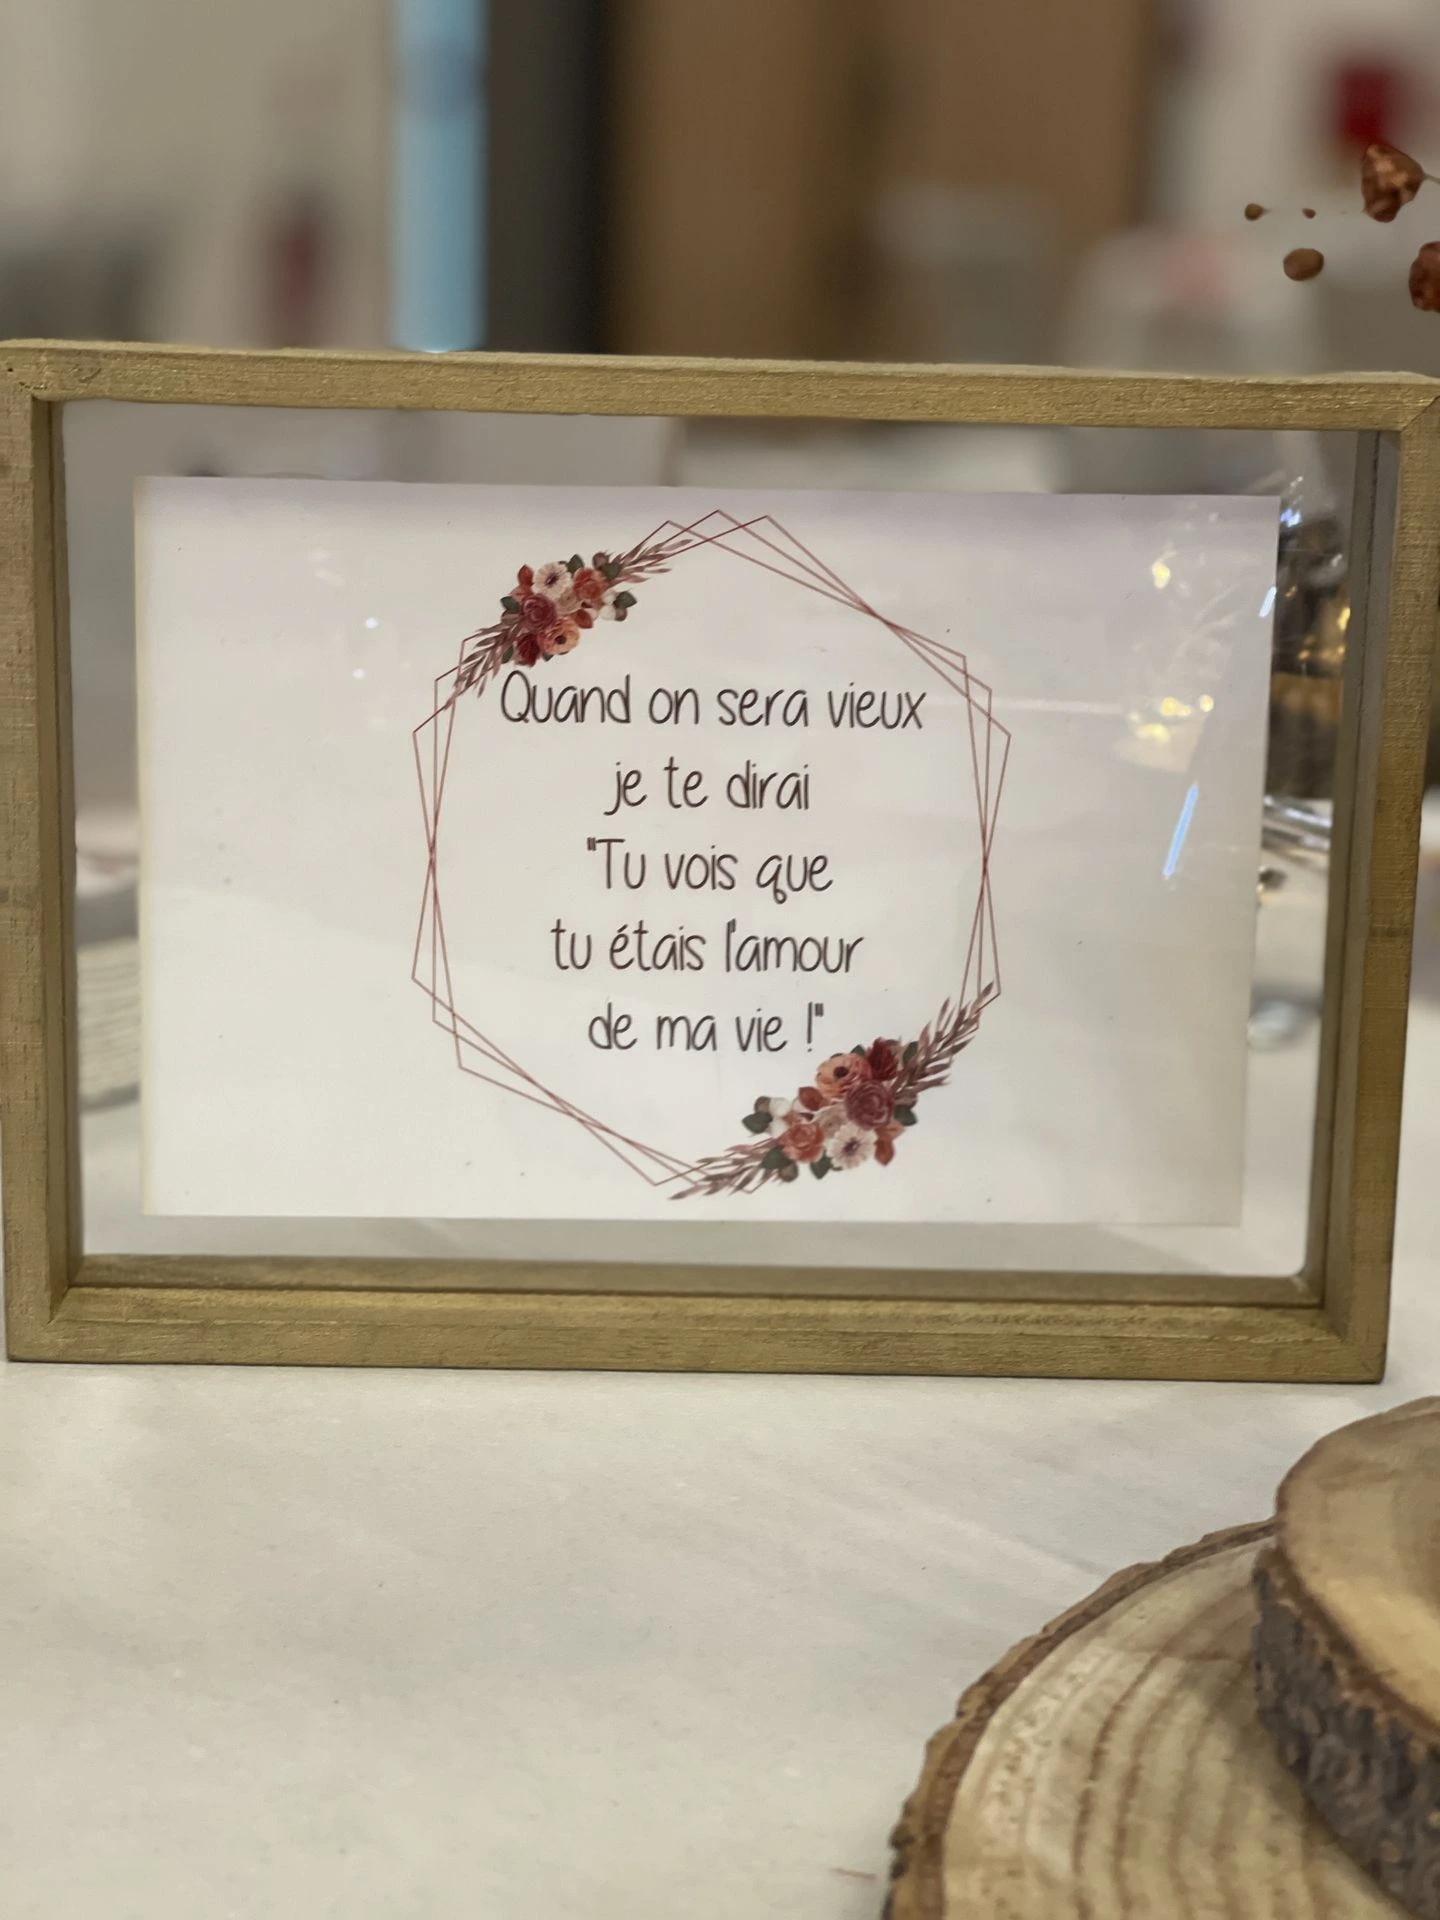 Quand on sera vieux
je te dirai
"Tu vois que
tu étais l'amour
de ma vie !"